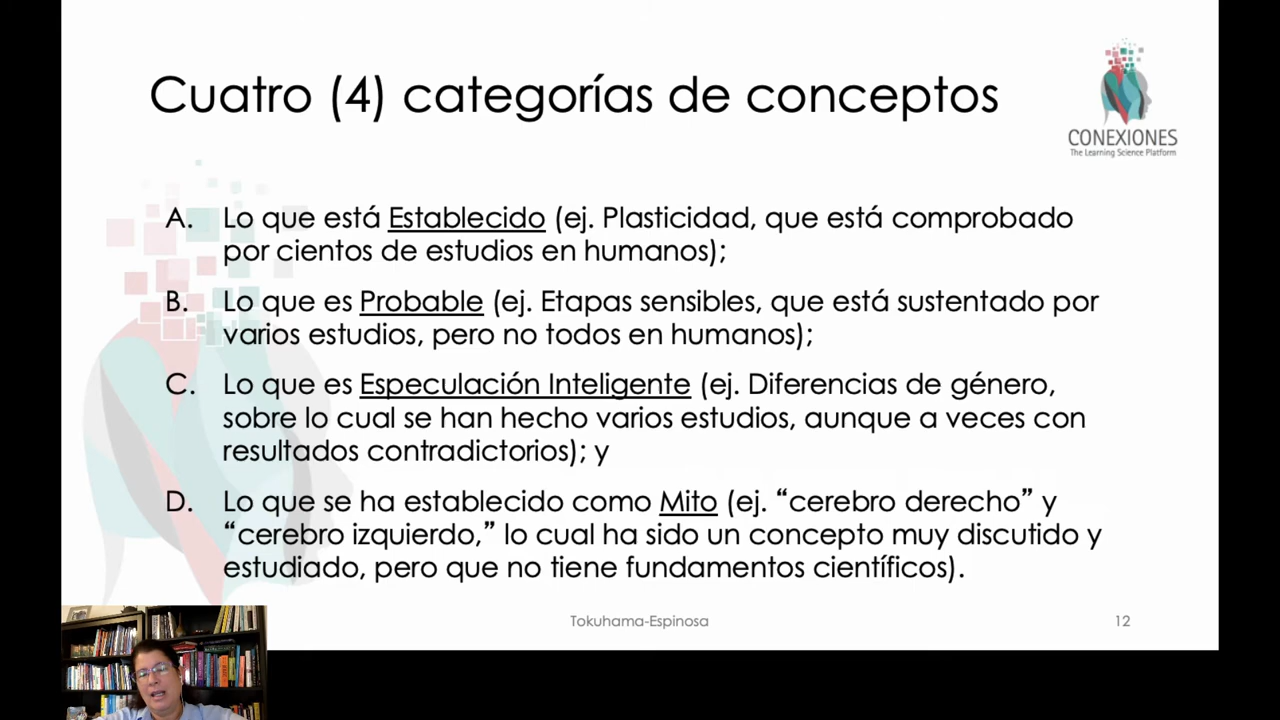 Cuatro (4) categorías de conceptos
CONEXIONES
The Learning Science Platform
A. Lo que está Establecido (ej. Plasticidad, que está comprobado
por cientos de estudios en humanos);
B. Lo que es Probable (ej. Etapas sensibles, que está sustentado por
varios estudios, pero no todos en humanos);
C. Lo que es Especulación Inteligente (ej. Diferencias de género,
sobre lo cual se han hecho varios estudios, aunque a veces con
resultados contradictorios); y
D. Lo que se ha establecido como Mito (ej. “cerebro derecho” y
“cerebro izquierdo,” lo cual ha sido un concepto muy discutido y
estudiado, pero que no tiene fundamentos científicos).
Tokuhama-Espinosa
12